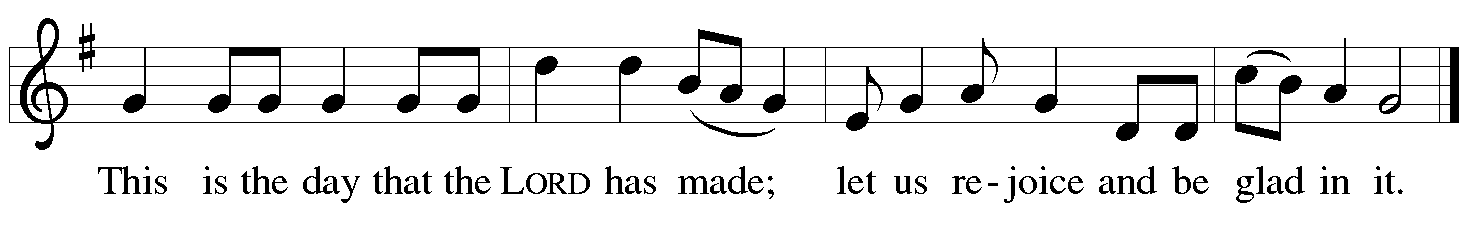 This is the day that the LORD has made; let us re-joice and be glad in it.